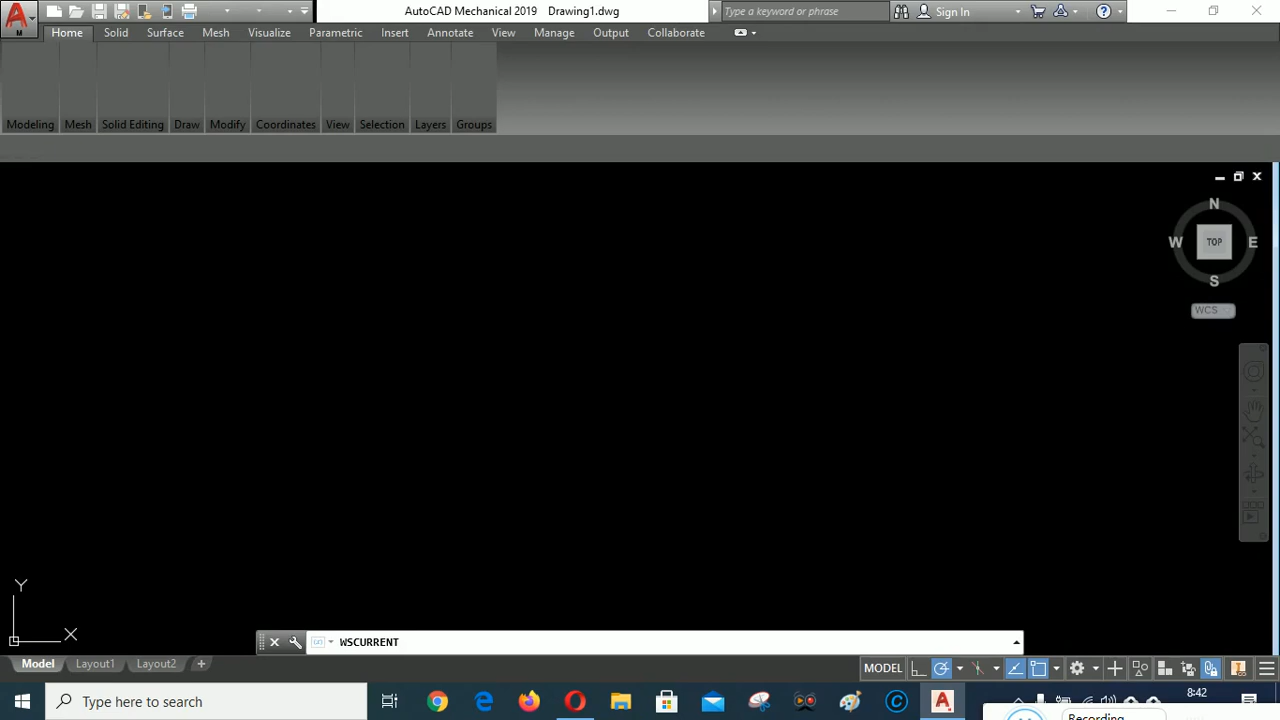 AutoCAD Mechanical 2019 Drawing1.dwg
Type a keyword or phrase
Sign In
M
Home Solid Surface Mesh Visualize Parametric Insert Annotate View Manage Output Collaborate
Modeling Mesh Solid Editing Draw Modify Coordinates View Selection Layers Groups
N
W TOP E
S
WCS
Y
X
WSCURRENT
Model Layout1 Layout2
MODEL
Type here to search
8:42
Recording